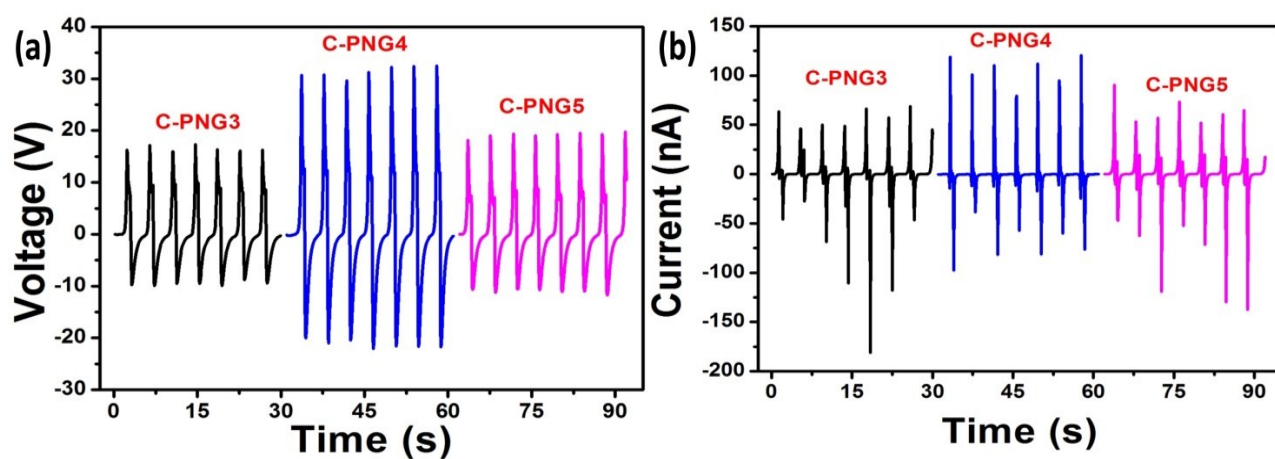 (a)
40
30
20
10
0
-10
-20
-30
Voltage (V)
C-PNG3
C-PNG4
C-PNG5
0 15 30 45 60 75 90
Time (s)
(b)
150
100
50
0
-50
-100
-150
-200
Current (nA)
C-PNG3
C-PNG4
C-PNG5
0 15 30 45 60 75 90
Time (s)